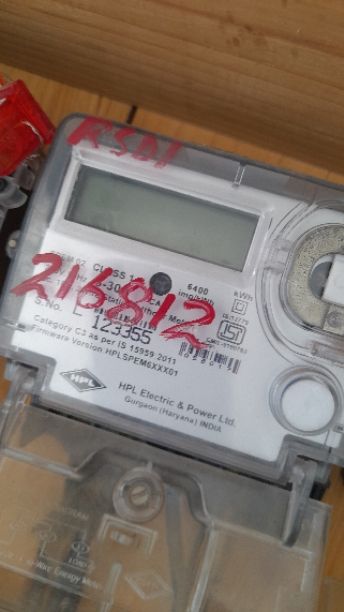 RSD1
CLASS 1
6400
imp/kWh
kWh
216812
S.No. L 123355
Category C3 as per IS 15959 2011
Firmware Version HPLSPEM6XXX01
HPL
HPL Electric & Power Ltd.
Gurgaon (Haryana) INDIA